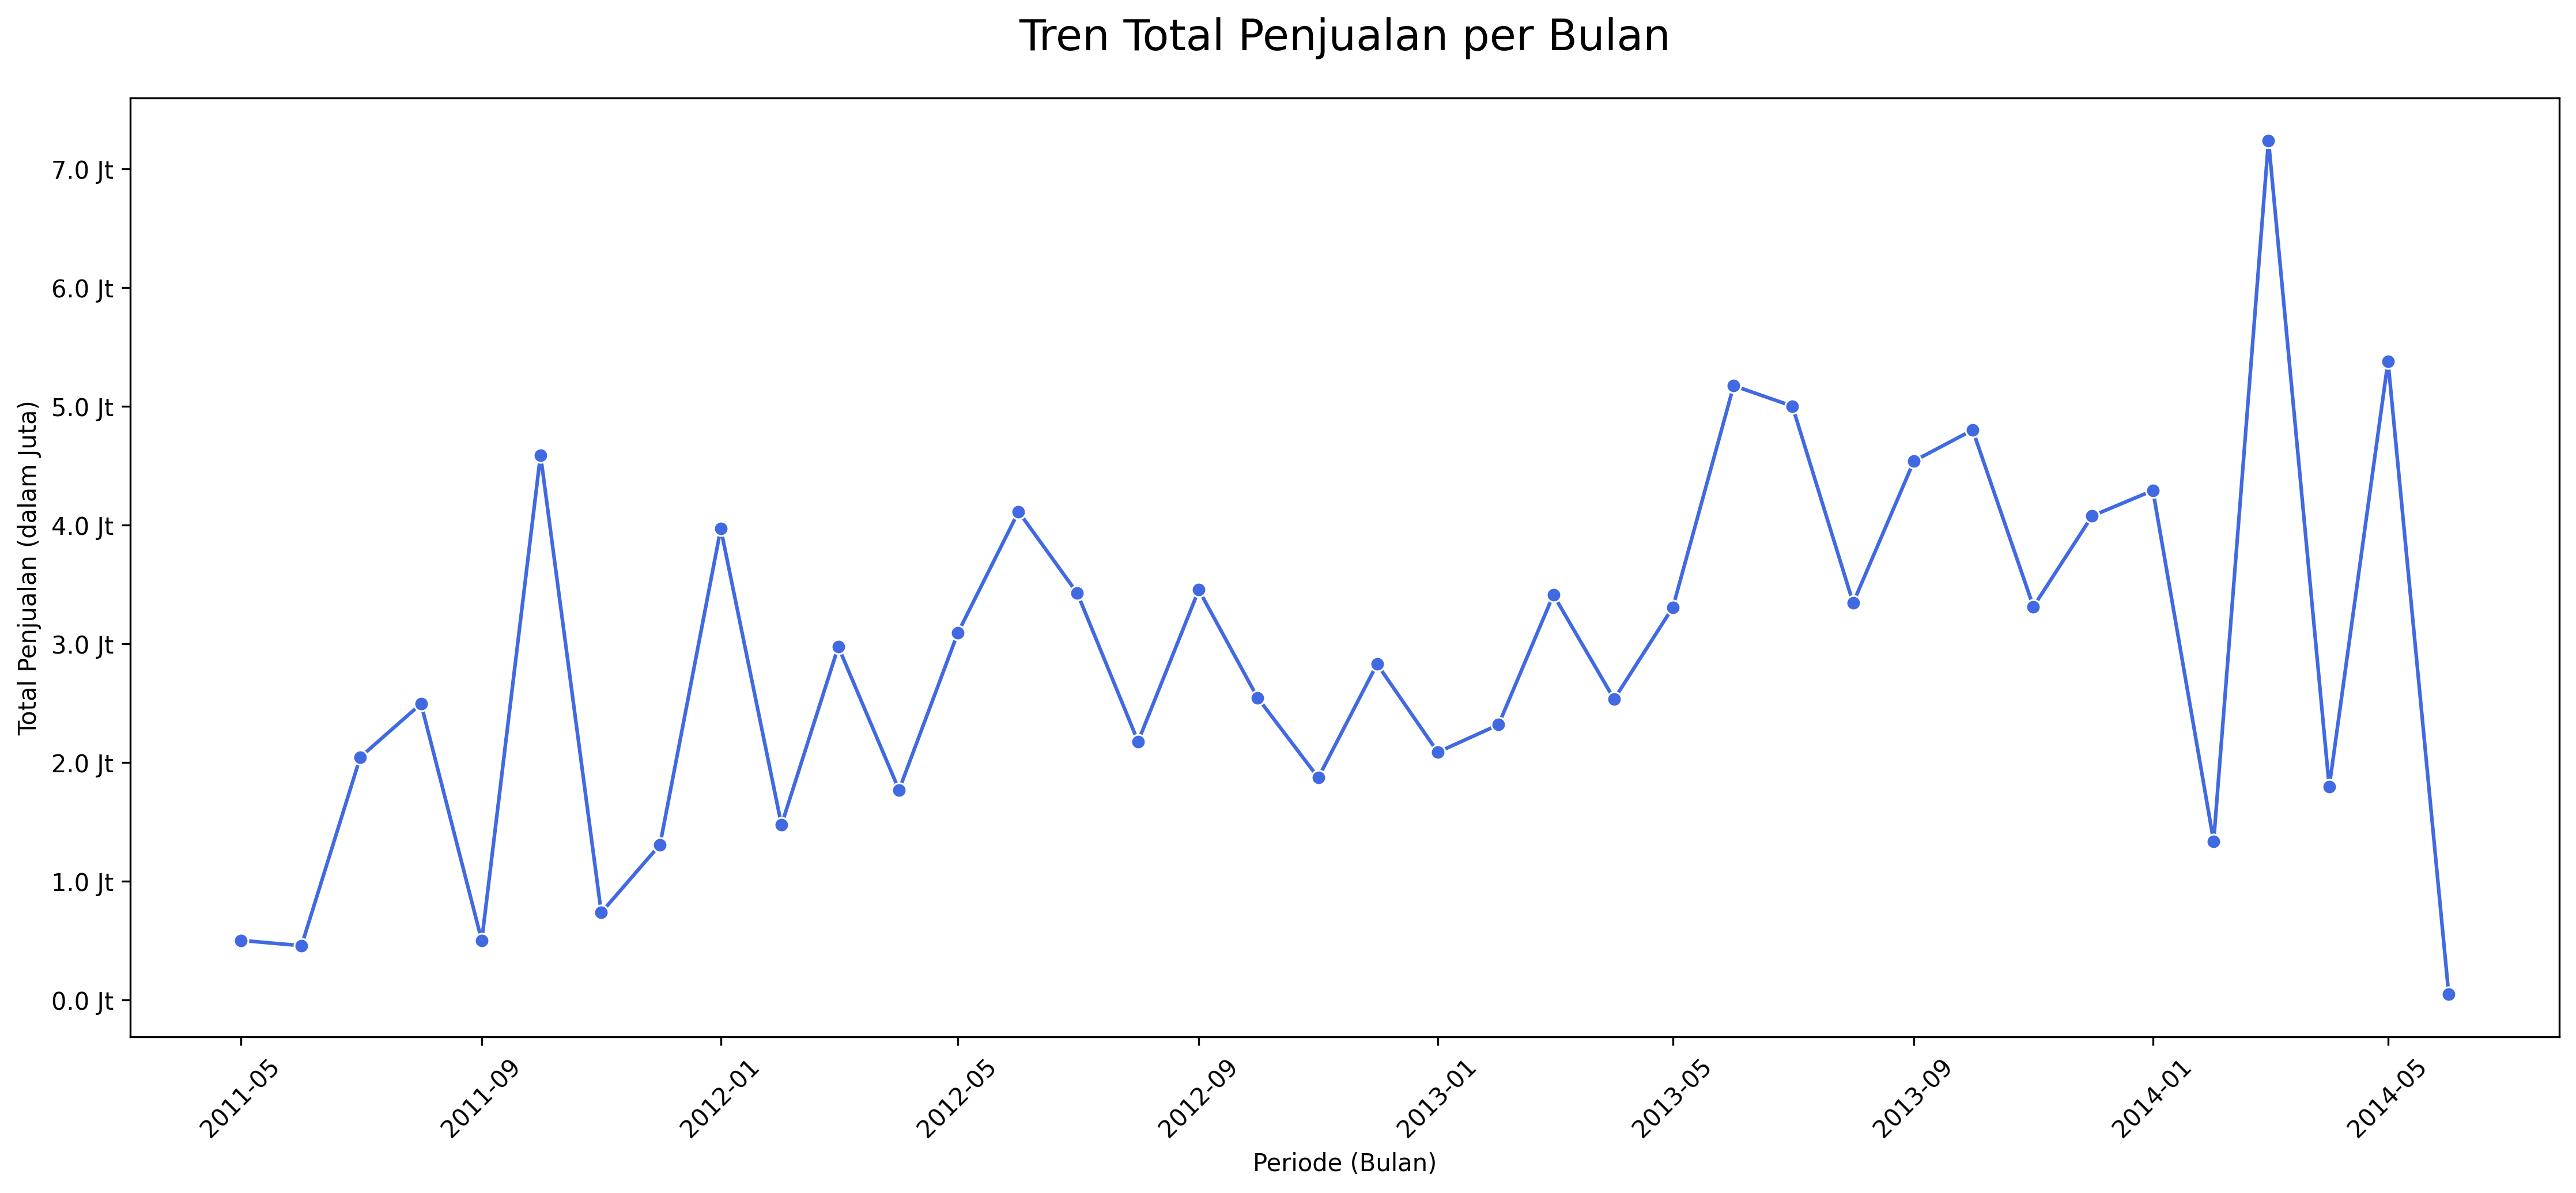 Tren Total Penjualan per Bulan
Total Penjualan (dalam Juta)
7.0 Jt
6.0 Jt
5.0 Jt
4.0 Jt
3.0 Jt
2.0 Jt
1.0 Jt
0.0 Jt
2011-05
2011-09
2012-01
2012-05
2012-09
2013-01
2013-05
2013-09
2014-01
2014-05
Periode (Bulan)